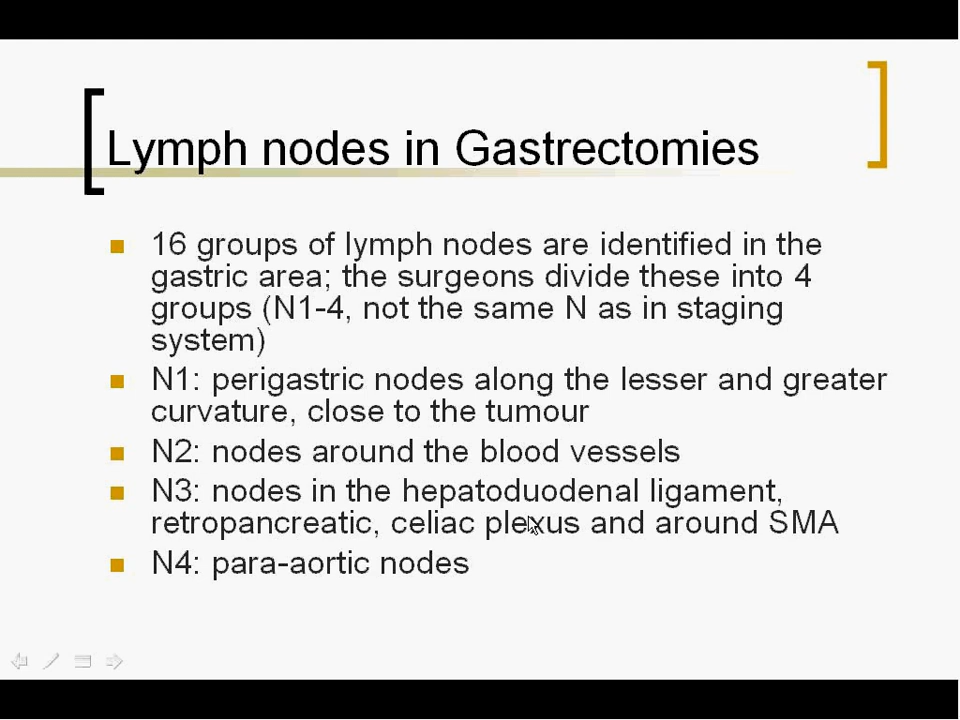 Lymph nodes in Gastrectomies
16 groups of lymph nodes are identified in the
gastric area; the surgeons divide these into 4
groups (N1-4, not the same N as in staging
system)
N1: perigastric nodes along the lesser and greater
curvature, close to the tumour
N2: nodes around the blood vessels
N3: nodes in the hepatoduodenal ligament,
retropancreatic, celiac plexus and around SMA
N4: para-aortic nodes